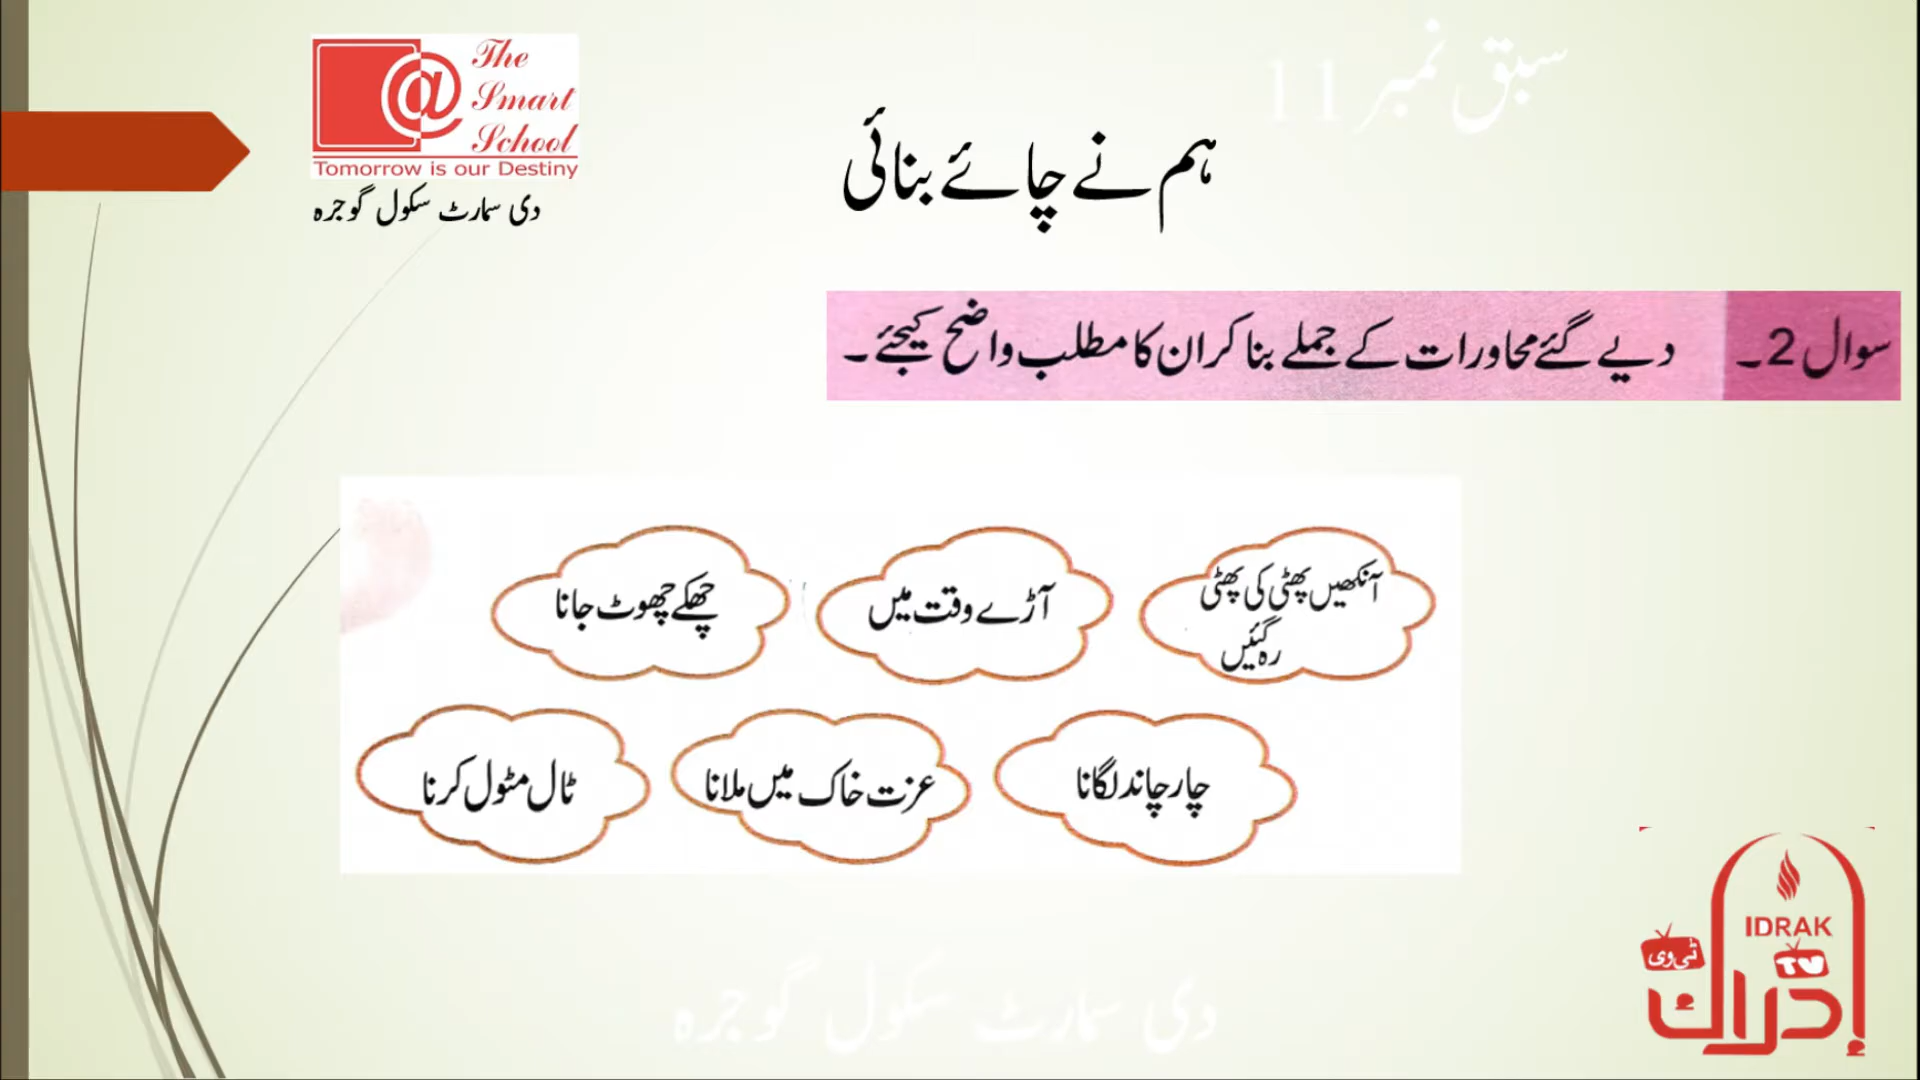 سبق نمبر 11
The
Smart
School
Tomorrow is our Destiny
دی سمارٹ سکول گوجرہ
ہم نے چائے بنائی
سوال 2۔ دیے گئے محاورات کے جملے بنا کر ان کا مطلب واضح کیجئے۔
آنکھیں پھٹی کی پھٹی
رہ گئیں
آڑے وقت میں
چھکے چھوٹ جانا
چار چاند لگانا
عزت خاک میں ملانا
ٹال مٹول کرنا
دی سمارٹ سکول گوجرہ
IDRAK
ٹی وی
TV
إدراك